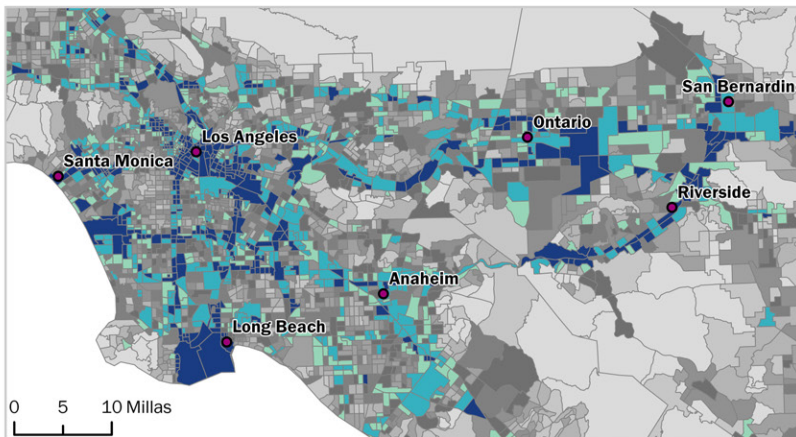 San Bernardin
Ontario
Los Angeles
Santa Monica
Riverside
Anaheim
Long Beach
0 5 10 Millas